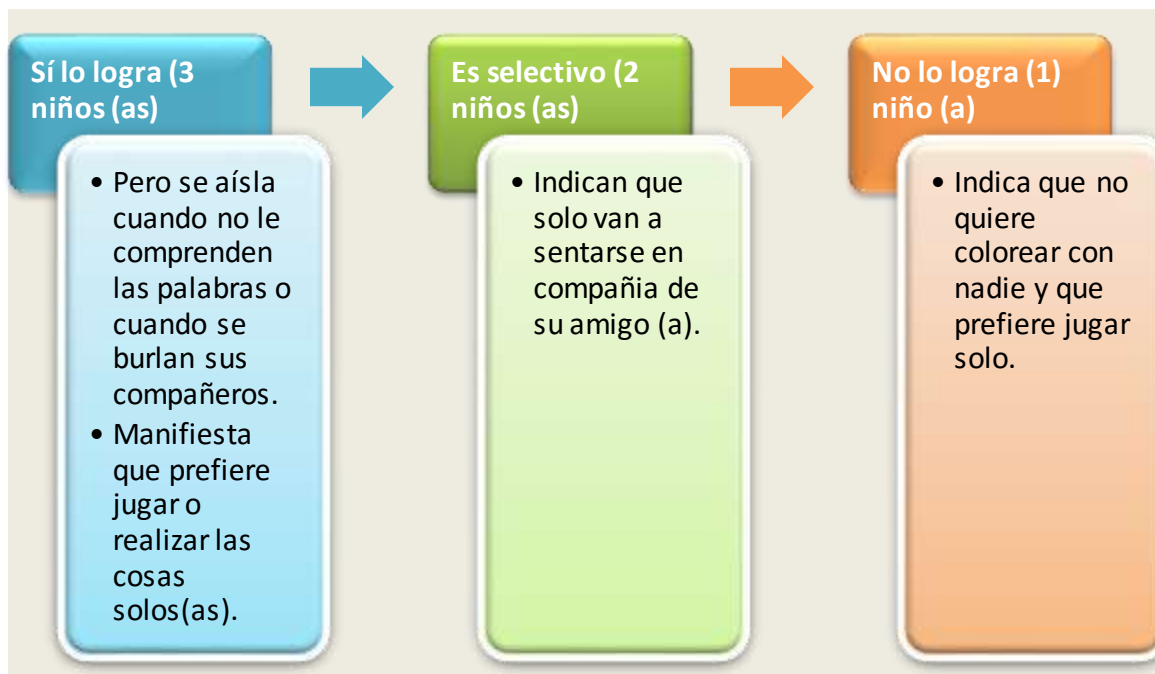 Sí lo logra (3
niños (as)
• Pero se aísla
cuando no le
comprenden
las palabras o
cuando se
burlan sus
compañeros.
• Manifiesta
que prefiere
jugar o
realizar las
cosas
solos(as).
Es selectivo (2
niños (as)
• Indican que
solo van a
sentarse en
compañia de
su amigo (a).
No lo logra (1)
niño (a)
• Indica que no
quiere
colorear con
nadie y que
prefiere jugar
solo.